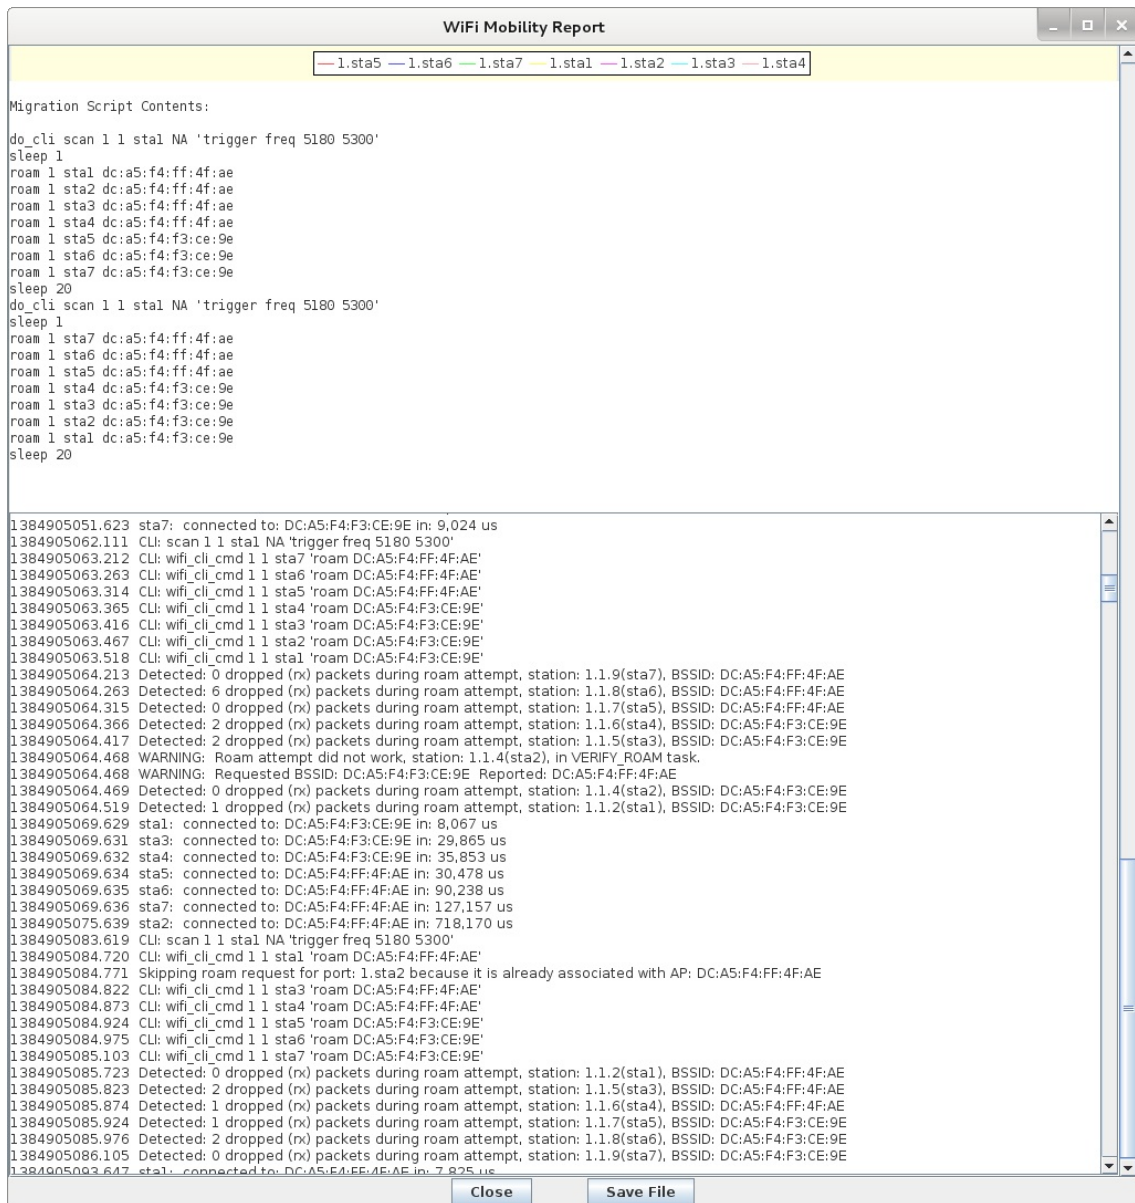 WiFi Mobility Report
1.sta5 1.sta6 1.sta7 1.sta1 1.sta2 1.sta3 1.sta4
Migration Script Contents:
do_cli scan 1 1 sta1 NA 'trigger freq 5180 5300'
sleep 1
roam 1 sta1 dc:a5:f4:ff:4f:ae
roam 1 sta2 dc:a5:f4:ff:4f:ae
roam 1 sta3 dc:a5:f4:ff:4f:ae
roam 1 sta4 dc:a5:f4:ff:4f:ae
roam 1 sta5 dc:a5:f4:f3:ce:9e
roam 1 sta6 dc:a5:f4:f3:ce:9e
roam 1 sta7 dc:a5:f4:f3:ce:9e
sleep 20
do_cli scan 1 1 sta1 NA 'trigger freq 5180 5300'
sleep 1
roam 1 sta7 dc:a5:f4:ff:4f:ae
roam 1 sta6 dc:a5:f4:ff:4f:ae
roam 1 sta5 dc:a5:f4:ff:4f:ae
roam 1 sta4 dc:a5:f4:f3:ce:9e
roam 1 sta3 dc:a5:f4:f3:ce:9e
roam 1 sta2 dc:a5:f4:f3:ce:9e
roam 1 sta1 dc:a5:f4:f3:ce:9e
sleep 20
1384905051.623 sta7: connected to: DC:A5:F4:F3:CE:9E in: 9,024 us
1384905062.111 CLI: scan 1 1 sta1 NA 'trigger freq 5180 5300'
1384905063.212 CLI: wifi_cli_cmd 1 1 sta7 'roam DC:A5:F4:FF:4F:AE'
1384905063.263 CLI: wifi_cli_cmd 1 1 sta6 'roam DC:A5:F4:FF:4F:AE'
1384905063.314 CLI: wifi_cli_cmd 1 1 sta5 'roam DC:A5:F4:FF:4F:AE'
1384905063.365 CLI: wifi_cli_cmd 1 1 sta4 'roam DC:A5:F4:F3:CE:9E'
1384905063.416 CLI: wifi_cli_cmd 1 1 sta3 'roam DC:A5:F4:F3:CE:9E'
1384905063.467 CLI: wifi_cli_cmd 1 1 sta2 'roam DC:A5:F4:F3:CE:9E'
1384905063.518 CLI: wifi_cli_cmd 1 1 sta1 'roam DC:A5:F4:F3:CE:9E'
1384905064.213 Detected: 0 dropped (rx) packets during roam attempt, station: 1.1.9(sta7), BSSID: DC:A5:F4:FF:4F:AE
1384905064.263 Detected: 6 dropped (rx) packets during roam attempt, station: 1.1.8(sta6), BSSID: DC:A5:F4:FF:4F:AE
1384905064.315 Detected: 0 dropped (rx) packets during roam attempt, station: 1.1.7(sta5), BSSID: DC:A5:F4:FF:4F:AE
1384905064.366 Detected: 2 dropped (rx) packets during roam attempt, station: 1.1.6(sta4), BSSID: DC:A5:F4:F3:CE:9E
1384905064.417 Detected: 2 dropped (rx) packets during roam attempt, station: 1.1.5(sta3), BSSID: DC:A5:F4:F3:CE:9E
1384905064.468 WARNING: Roam attempt did not work, station: 1.1.4(sta2), in VERIFY_ROAM task.
1384905064.468 WARNING: Requested BSSID: DC:A5:F4:F3:CE:9E Reported: DC:A5:F4:FF:4F:AE
1384905064.469 Detected: 0 dropped (rx) packets during roam attempt, station: 1.1.4(sta2), BSSID: DC:A5:F4:F3:CE:9E
1384905064.519 Detected: 1 dropped (rx) packets during roam attempt, station: 1.1.2(sta1), BSSID: DC:A5:F4:F3:CE:9E
1384905069.629 sta1: connected to: DC:A5:F4:F3:CE:9E in: 8,067 us
1384905069.631 sta3: connected to: DC:A5:F4:F3:CE:9E in: 29,865 us
1384905069.632 sta4: connected to: DC:A5:F4:F3:CE:9E in: 35,853 us
1384905069.634 sta5: connected to: DC:A5:F4:FF:4F:AE in: 30,478 us
1384905069.635 sta6: connected to: DC:A5:F4:FF:4F:AE in: 90,238 us
1384905069.636 sta7: connected to: DC:A5:F4:FF:4F:AE in: 127,157 us
1384905075.639 sta2: connected to: DC:A5:F4:FF:4F:AE in: 718,170 us
1384905083.619 CLI: scan 1 1 sta1 NA 'trigger freq 5180 5300'
1384905084.720 CLI: wifi_cli_cmd 1 1 sta1 'roam DC:A5:F4:FF:4F:AE'
1384905084.771 Skipping roam request for port: 1.sta2 because it is already associated with AP: DC:A5:F4:FF:4F:AE
1384905084.822 CLI: wifi_cli_cmd 1 1 sta3 'roam DC:A5:F4:FF:4F:AE'
1384905084.873 CLI: wifi_cli_cmd 1 1 sta4 'roam DC:A5:F4:FF:4F:AE'
1384905084.924 CLI: wifi_cli_cmd 1 1 sta5 'roam DC:A5:F4:F3:CE:9E'
1384905084.975 CLI: wifi_cli_cmd 1 1 sta6 'roam DC:A5:F4:F3:CE:9E'
1384905085.103 CLI: wifi_cli_cmd 1 1 sta7 'roam DC:A5:F4:F3:CE:9E'
1384905085.723 Detected: 0 dropped (rx) packets during roam attempt, station: 1.1.2(sta1), BSSID: DC:A5:F4:FF:4F:AE
1384905085.823 Detected: 2 dropped (rx) packets during roam attempt, station: 1.1.5(sta3), BSSID: DC:A5:F4:FF:4F:AE
1384905085.874 Detected: 1 dropped (rx) packets during roam attempt, station: 1.1.6(sta4), BSSID: DC:A5:F4:FF:4F:AE
1384905085.924 Detected: 1 dropped (rx) packets during roam attempt, station: 1.1.7(sta5), BSSID: DC:A5:F4:F3:CE:9E
1384905085.976 Detected: 2 dropped (rx) packets during roam attempt, station: 1.1.8(sta6), BSSID: DC:A5:F4:F3:CE:9E
1384905086.105 Detected: 0 dropped (rx) packets during roam attempt, station: 1.1.9(sta7), BSSID: DC:A5:F4:F3:CE:9E
1384905093.647 sta1: connected to: DC:A5:F4:FF:4F:AE in: 7,825 us
Close Save File